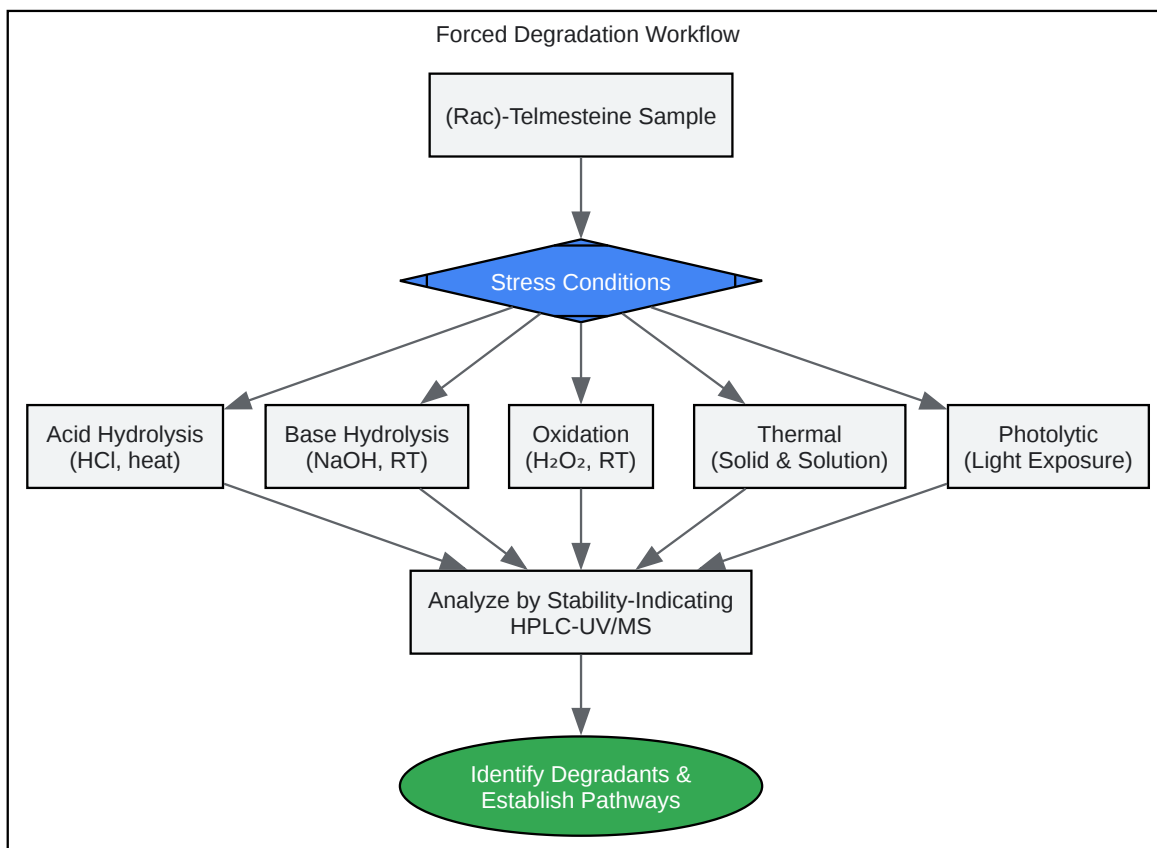 Forced Degradation Workflow
(Rac)-Telmesteine Sample
Stress Conditions
Acid Hydrolysis
(HCl, heat)
Base Hydrolysis
(NaOH, RT)
Oxidation
(H₂O₂, RT)
Thermal
(Solid & Solution)
Photolytic
(Light Exposure)
Analyze by Stability-Indicating
HPLC-UV/MS
Identify Degradants &
Establish Pathways